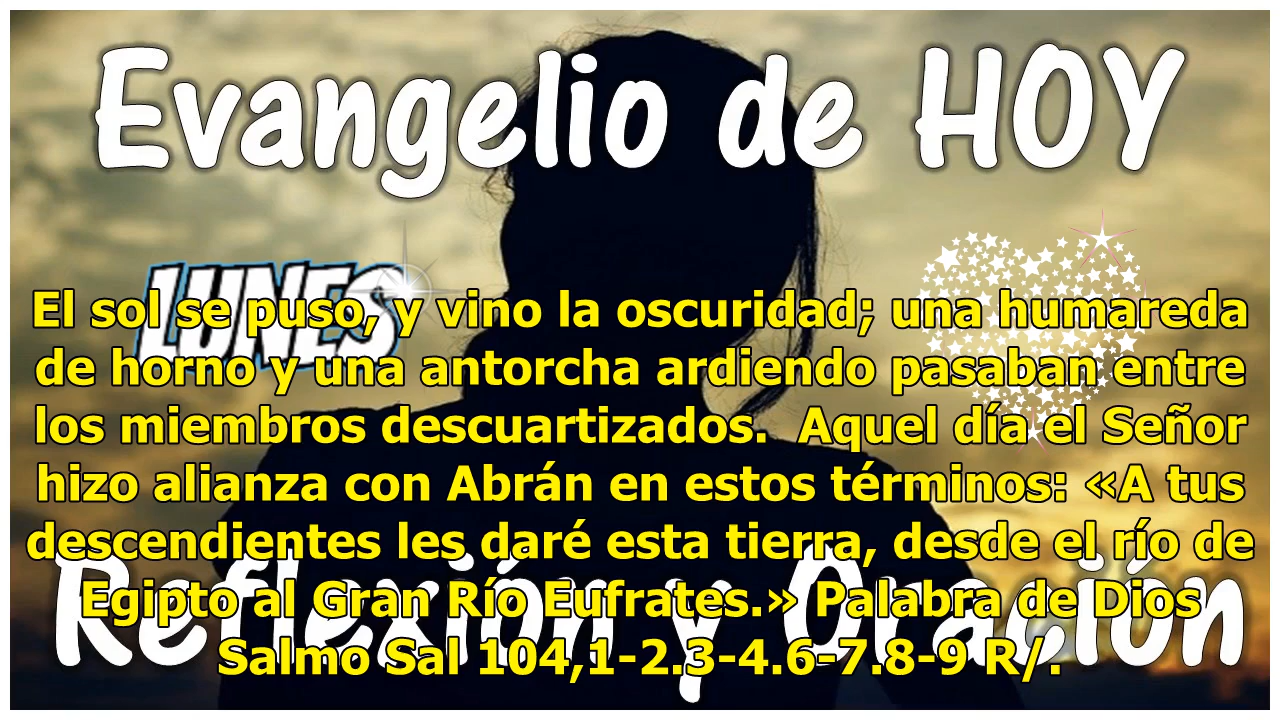 Evangelio de HOY
LUNES
El sol se puso, y vino la oscuridad; una humareda
de horno y una antorcha ardiendo pasaban entre
los miembros descuartizados. Aquel día el Señor
hizo alianza con Abrán en estos términos: «A tus
descendientes les daré esta tierra, desde el río de
Egipto al Gran Río Eufrates.» Palabra de Dios
Salmo Sal 104,1-2.3-4.6-7.8-9 R/.
Reflexión y Oración